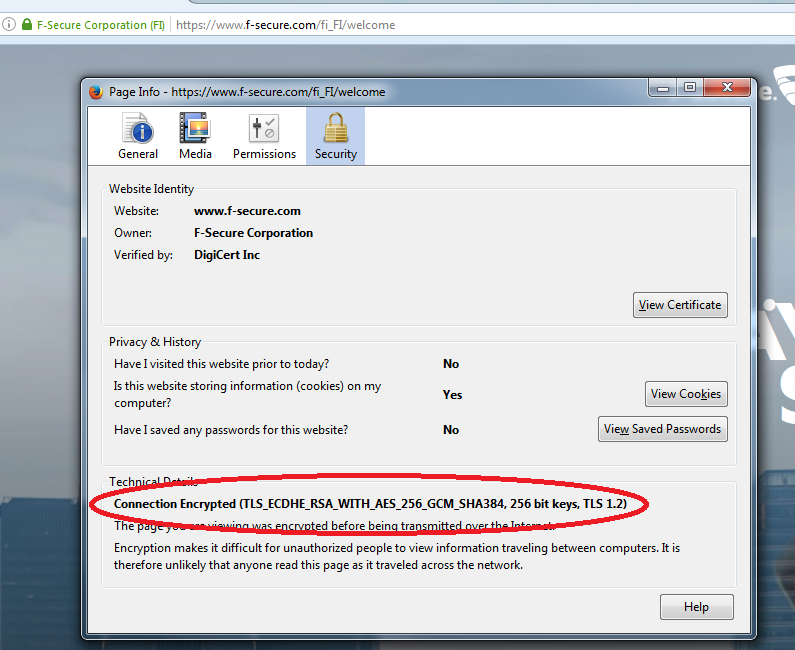 F-Secure Corporation (FI) https://www.f-secure.com/fi_FI/welcome
Page Info - https://www.f-secure.com/fi_FI/welcome
e.
General Media Permissions Security
Website Identity
Website: www.f-secure.com
Owner: F-Secure Corporation
Verified by: DigiCert Inc
View Certificate
Privacy & History
Have I visited this website prior to today? No
Is this website storing information (cookies) on my
computer?
Yes
View Cookies
Have I saved any passwords for this website? No
View Saved Passwords
Technical Details
Connection Encrypted (TLS_ECDHE_RSA_WITH_AES_256_GCM_SHA384, 256 bit keys, TLS 1.2)
The page you are viewing was encrypted before being transmitted over the Internet.
Encryption makes it difficult for unauthorized people to view information traveling between computers. It is
therefore unlikely that anyone read this page as it traveled across the network.
Help